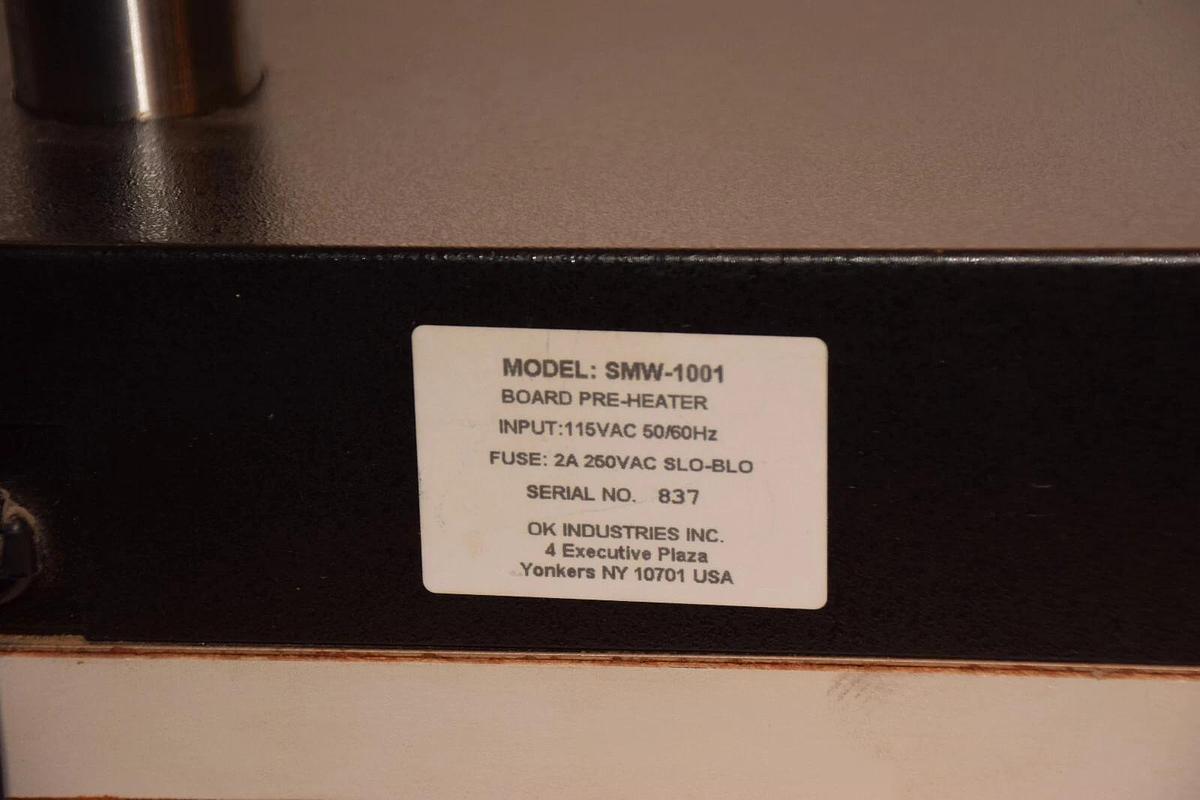 MODEL: SMW-1001
BOARD PRE-HEATER
INPUT:115VAC 50/60Hz
FUSE: 2A 250VAC SLO-BLO
SERIAL NO. 837
OK INDUSTRIES INC.
4 Executive Plaza
Yonkers NY 10701 USA